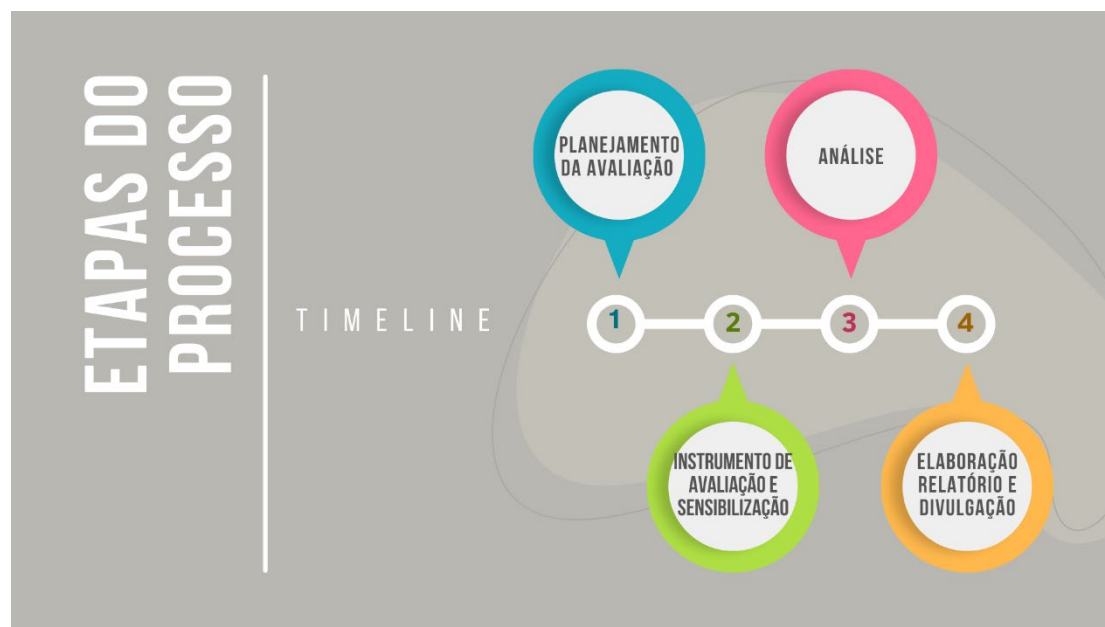 ETAPAS DO
PROCESSO
TIMELINE
PLANEJAMENTO
DA AVALIAÇÃO
ANÁLISE
1
2
3
4
INSTRUMENTO DE
AVALIAÇÃO E
SENSIBILIZAÇÃO
ELABORAÇÃO
RELATÓRIO E
DIVULGAÇÃO